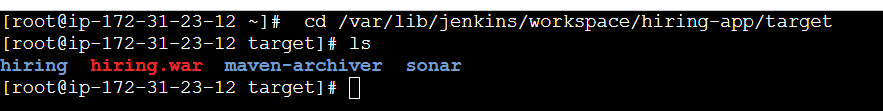 [root@ip-172-31-23-12 ~]#  cd /var/lib/jenkins/workspace/hiring-app/target
[root@ip-172-31-23-12 target]# ls
hiring  hiring.war  maven-archiver  sonar
[root@ip-172-31-23-12 target]#